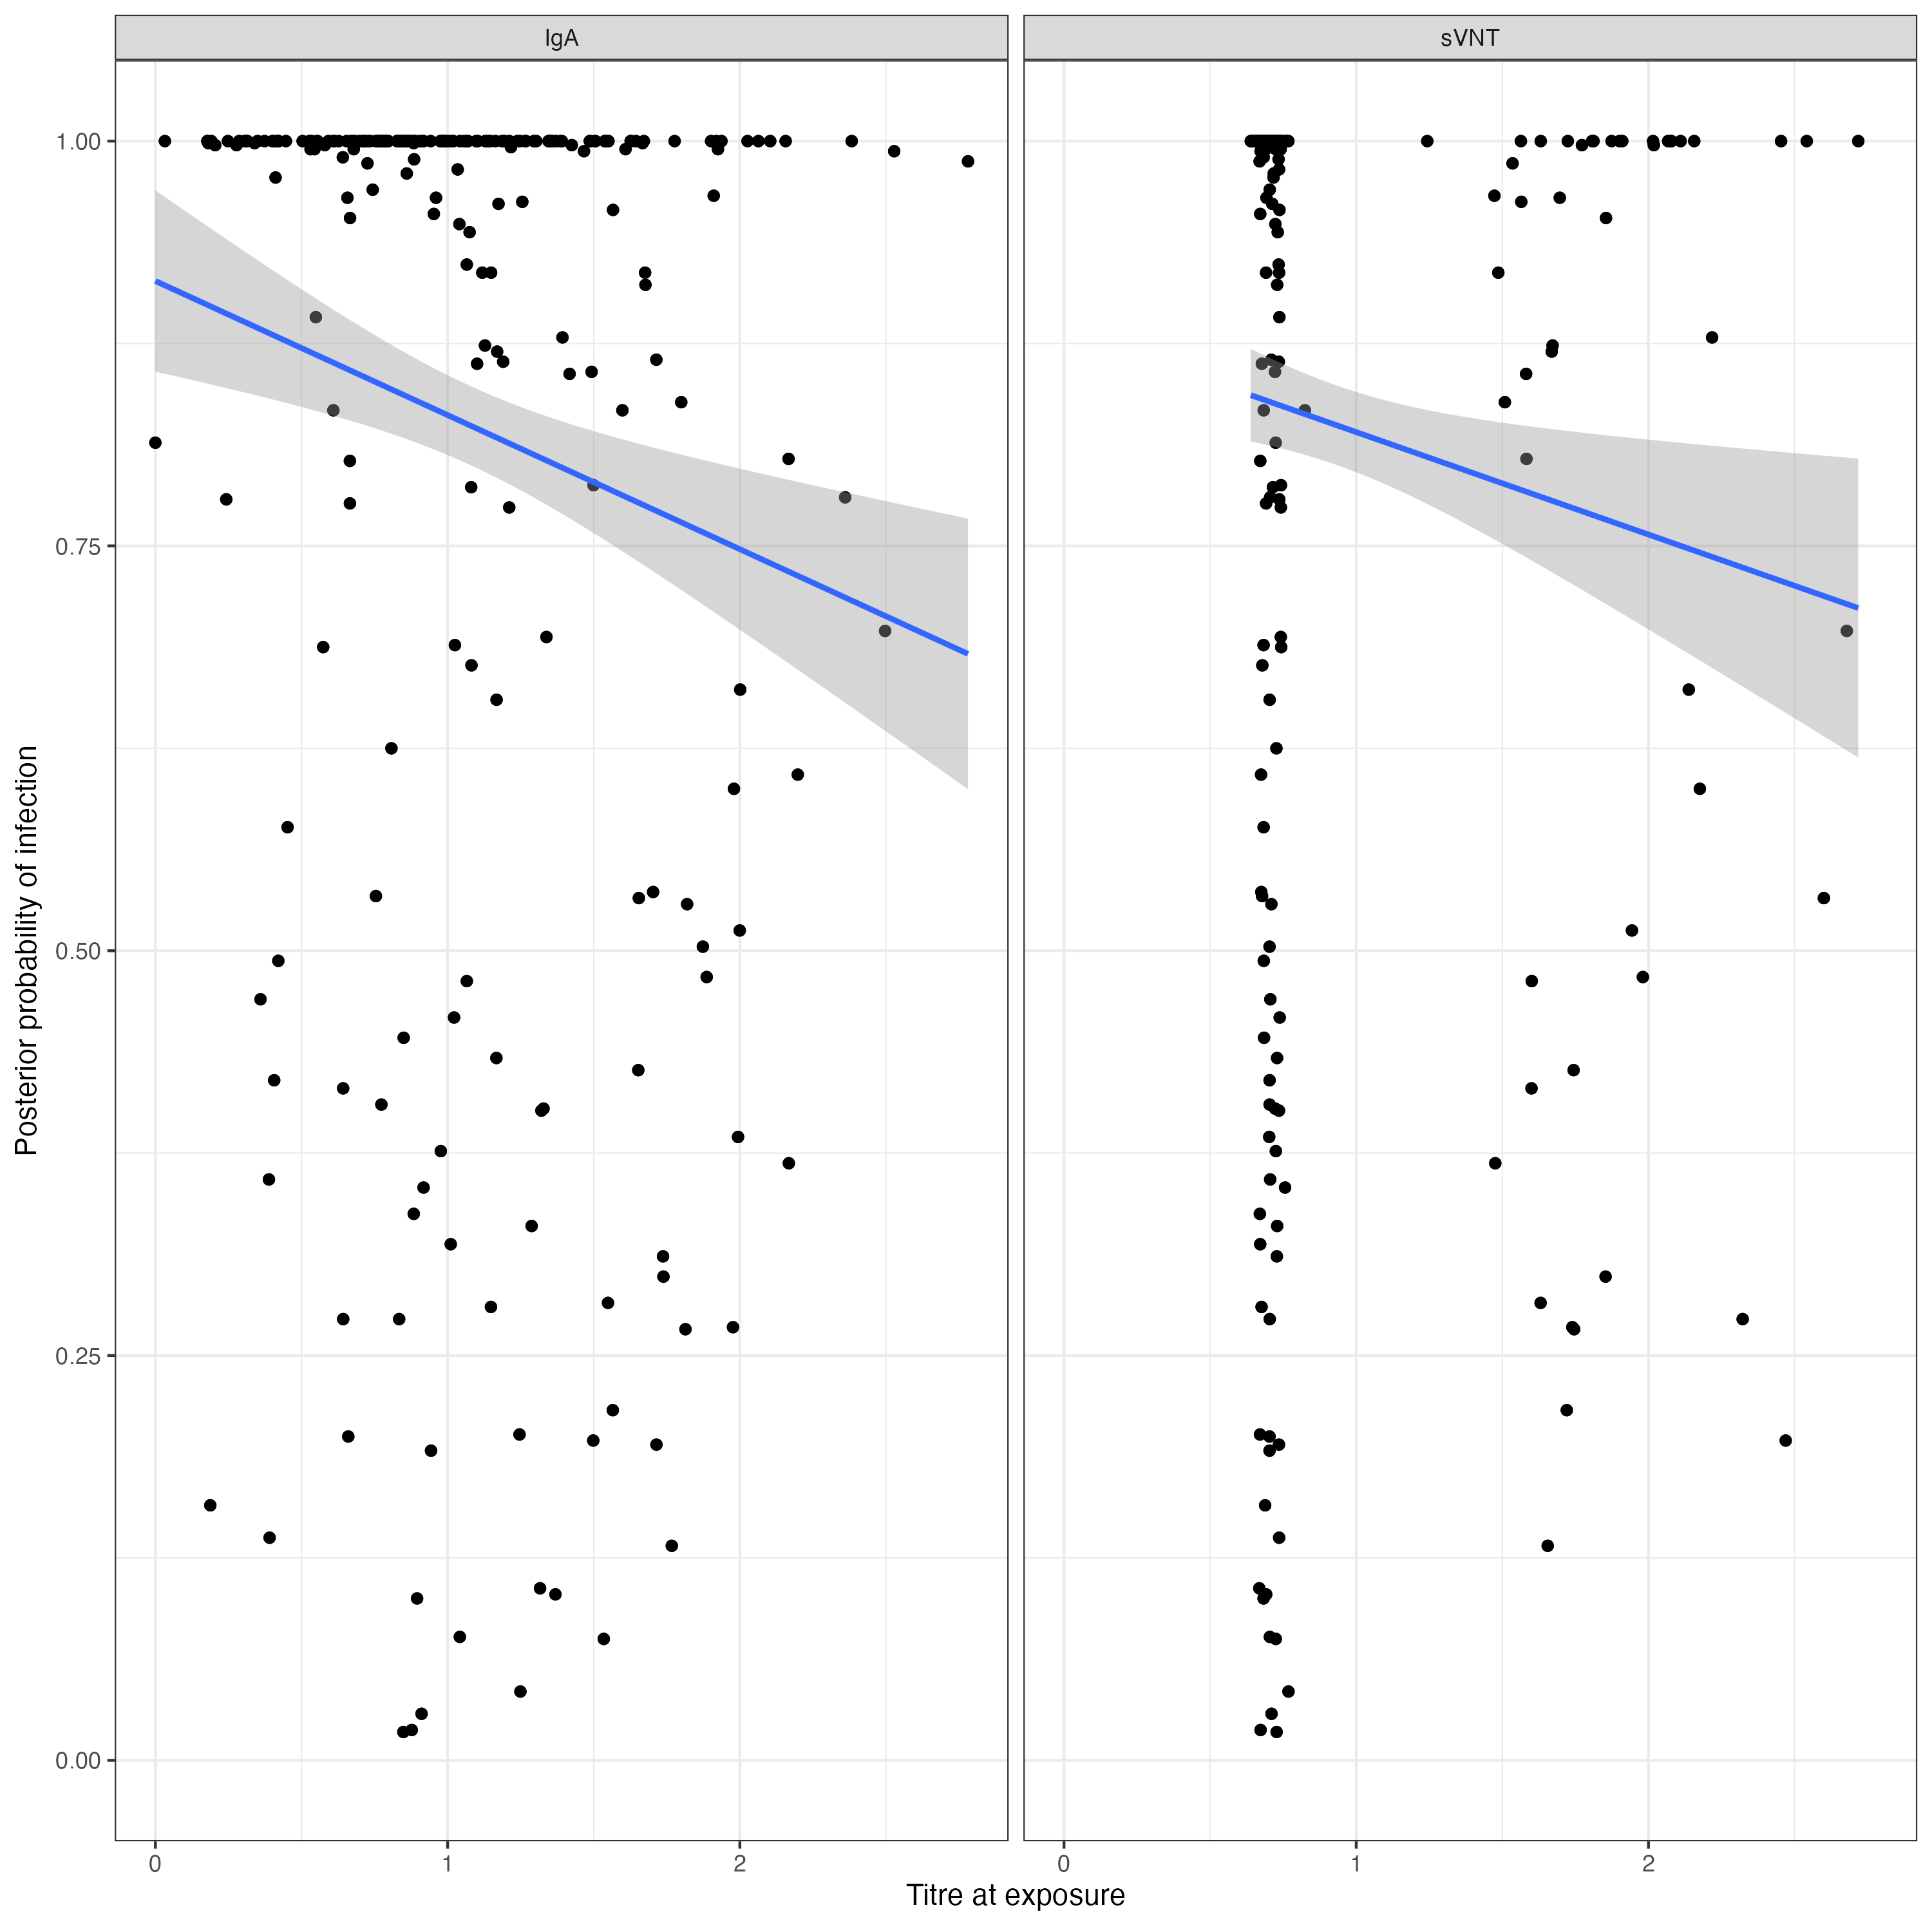 IgA
sVNT
1.00
0.75
0.50
0.25
0.00
Posterior probability of infection
0 1 2
0 1 2
Titre at exposure